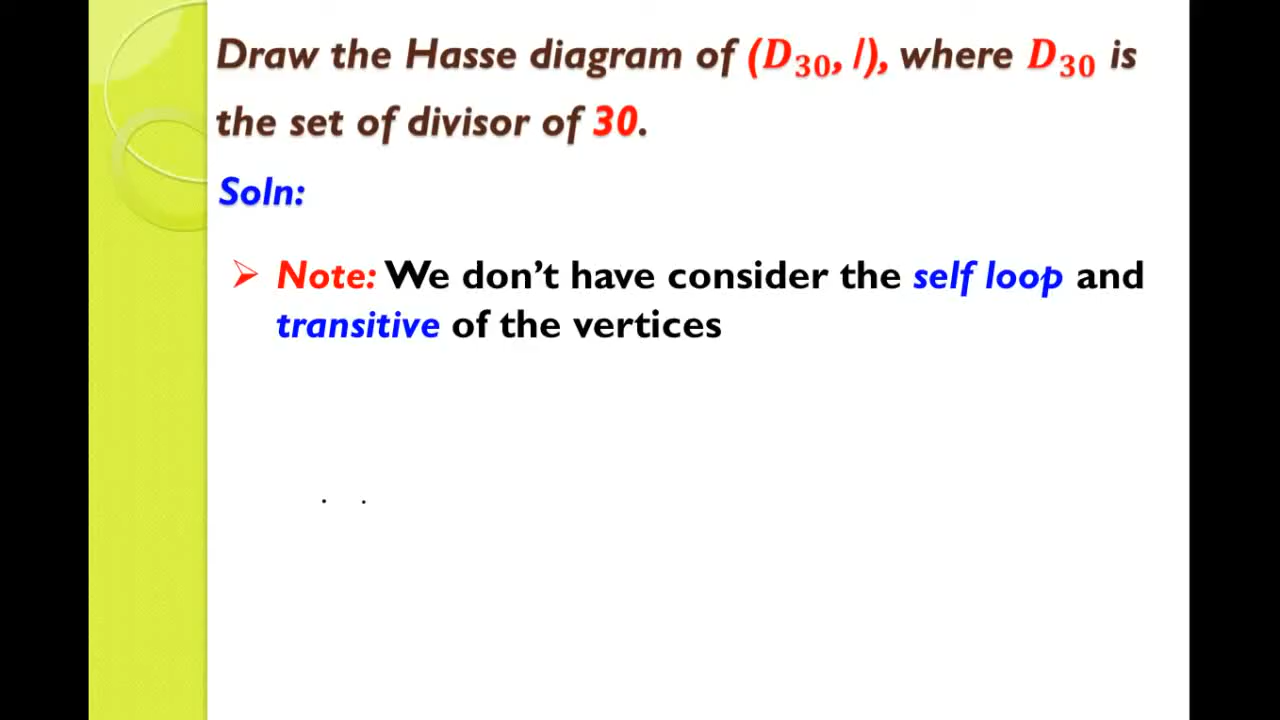 Draw the Hasse diagram of (D₃₀, /), where D₃₀ is
the set of divisor of 30.
Soln:
➢ Note: We don’t have consider the self loop and
transitive of the vertices